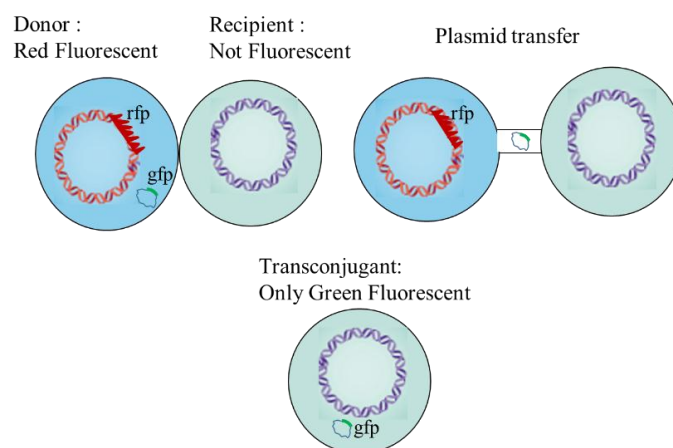 Donor :
Red Fluorescent
Recipient :
Not Fluorescent
Plasmid transfer
rfp
gfp
rfp
Transconjugant:
Only Green Fluorescent
gfp